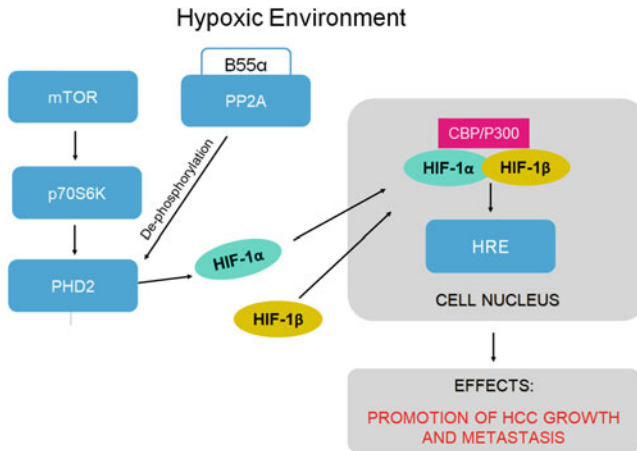 Hypoxic Environment
B55α
PP2A
mTOR
p70S6K
De-phosphorylation
PHD2
HIF-1α
HIF-1β
CBP/P300
HIF-1α
HIF-1β
HRE
CELL NUCLEUS
EFFECTS:
PROMOTION OF HCC GROWTH
AND METASTASIS